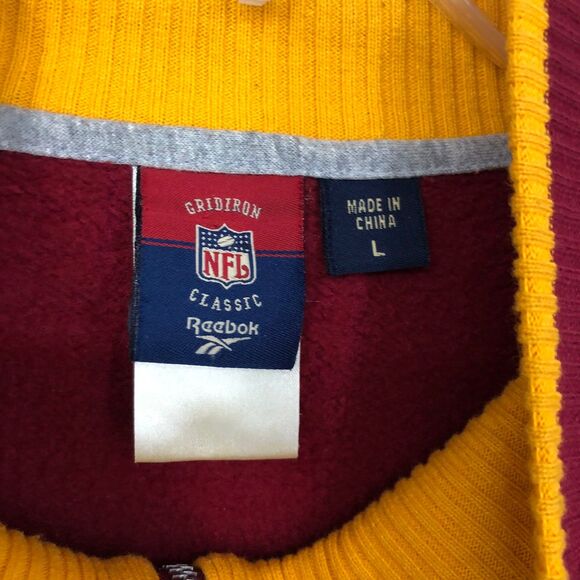 GRIDIRON
NFL
CLASSIC
Reebok
MADE IN
CHINA
L